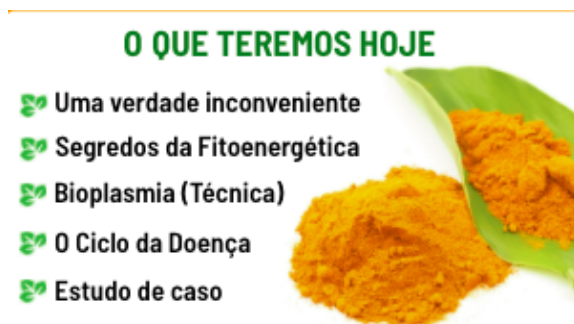 O QUE TEREMOS HOJE
Uma verdade inconveniente
Segredos da Fitoenergética
Bioplasmia (Técnica)
O Ciclo da Doença
Estudo de caso